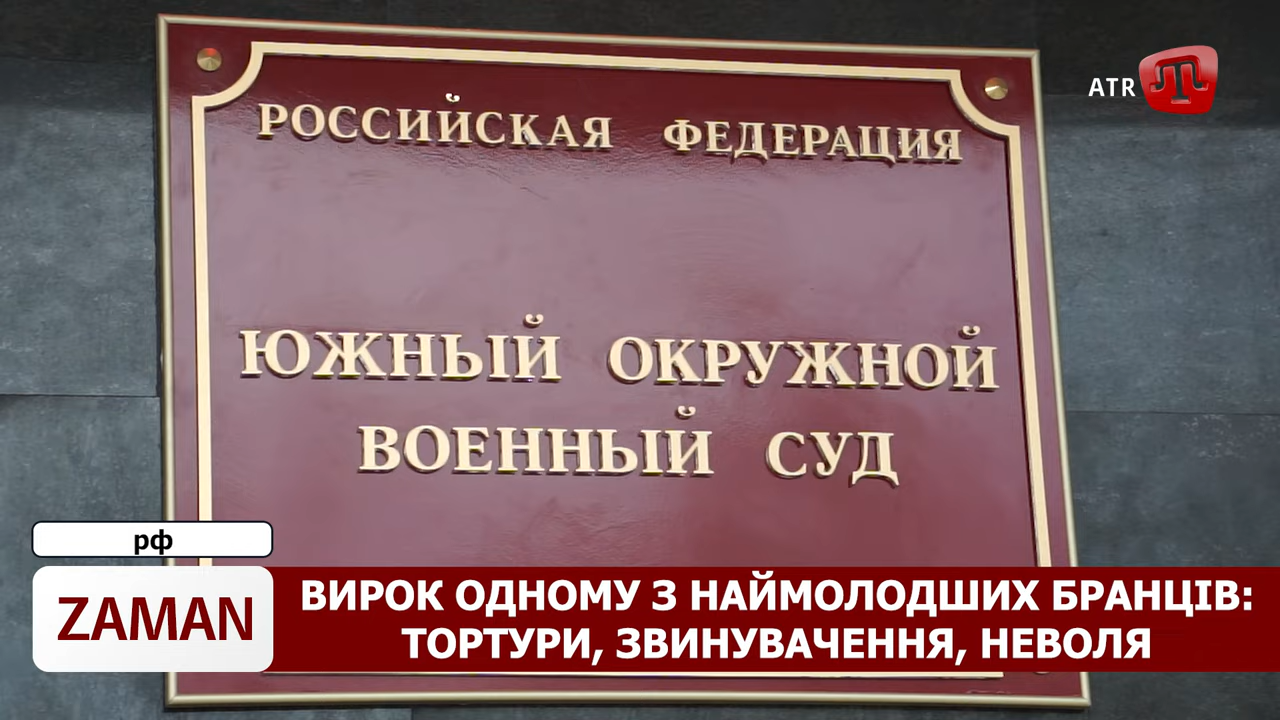 ATR
РОССИЙСКАЯ ФЕДЕРАЦИЯ
ЮЖНЫЙ ОКРУЖНОЙ
ВОЕННЫЙ СУД
рф
ZAMAN
ВИРОК ОДНОМУ З НАЙМОЛОДШИХ БРАНЦІВ:
ТОРТУРИ, ЗВИНУВАЧЕННЯ, НЕВОЛЯ